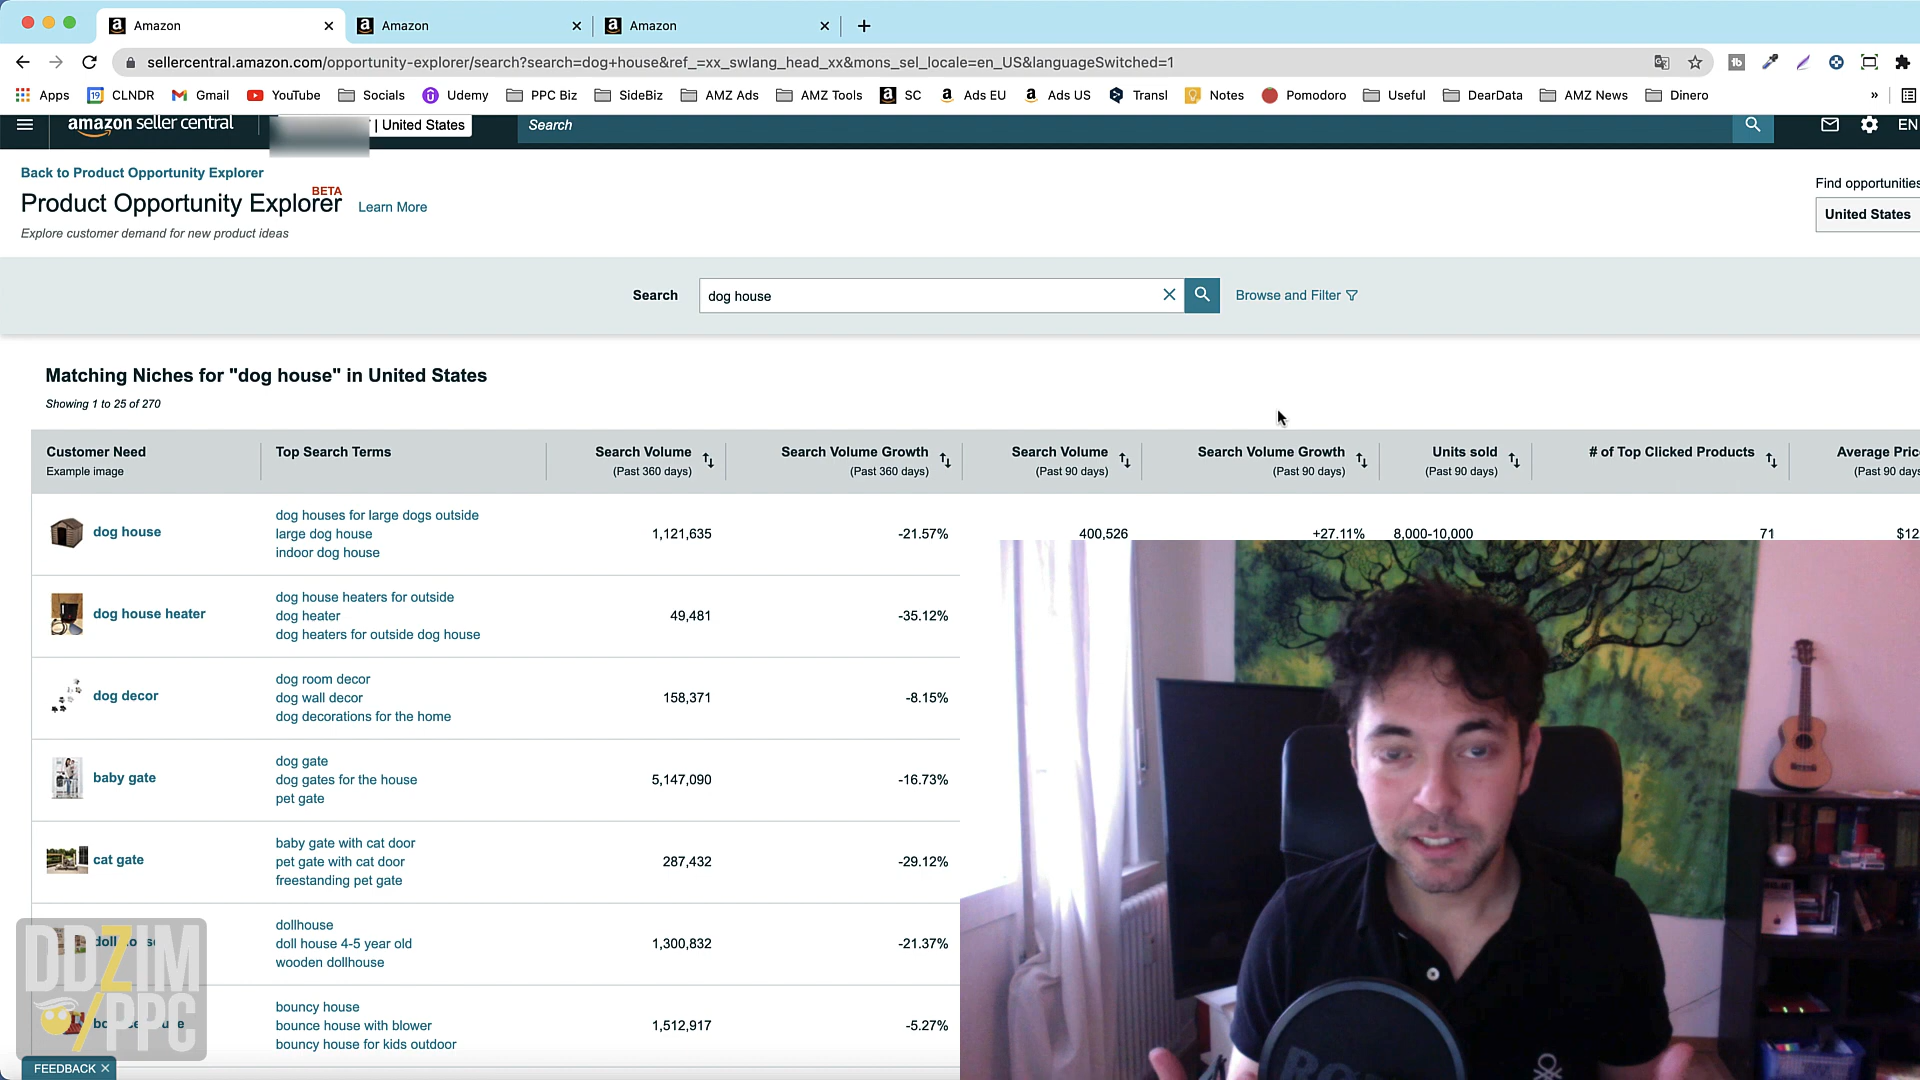 Amazon
Amazon
Amazon
sellercentral.amazon.com/opportunity-explorer/search?search=dog+house&ref_=xx_swlang_head_xx&mons_sel_locale=en_US&languageSwitched=1
Apps
19 CLNDR
Gmail
YouTube
Socials
Udemy
PPC Biz
SideBiz
AMZ Ads
AMZ Tools
SC
Ads EU
Ads US
Transl
Notes
Pomodoro
Useful
DearData
AMZ News
Dinero
»
amazon seller central
| United States
Search
EN
Back to Product Opportunity Explorer
Product Opportunity Explorer BETA
Learn More
Explore customer demand for new product ideas
Find opportunities
United States
Search
dog house
Browse and Filter
Matching Niches for "dog house" in United States
Showing 1 to 25 of 270
Customer Need
Example image
Top Search Terms
Search Volume
(Past 360 days)
Search Volume Growth
(Past 360 days)
Search Volume
(Past 90 days)
Search Volume Growth
(Past 90 days)
Units sold
(Past 90 days)
# of Top Clicked Products
Average Pric
(Past 90 days
dog house
dog houses for large dogs outside
large dog house
indoor dog house
1,121,635
-21.57%
400,526
+27.11%
8,000-10,000
71
$12
dog house heater
dog house heaters for outside
dog heater
dog heaters for outside dog house
49,481
-35.12%
dog decor
dog room decor
dog wall decor
dog decorations for the home
158,371
-8.15%
baby gate
dog gate
dog gates for the house
pet gate
5,147,090
-16.73%
cat gate
baby gate with cat door
pet gate with cat door
freestanding pet gate
287,432
-29.12%
dollhouse
doll house 4-5 year old
wooden dollhouse
1,300,832
-21.37%
bouncy house
bounce house with blower
bouncy house for kids outdoor
1,512,917
-5.27%
DDZIM
/PPC
FEEDBACK